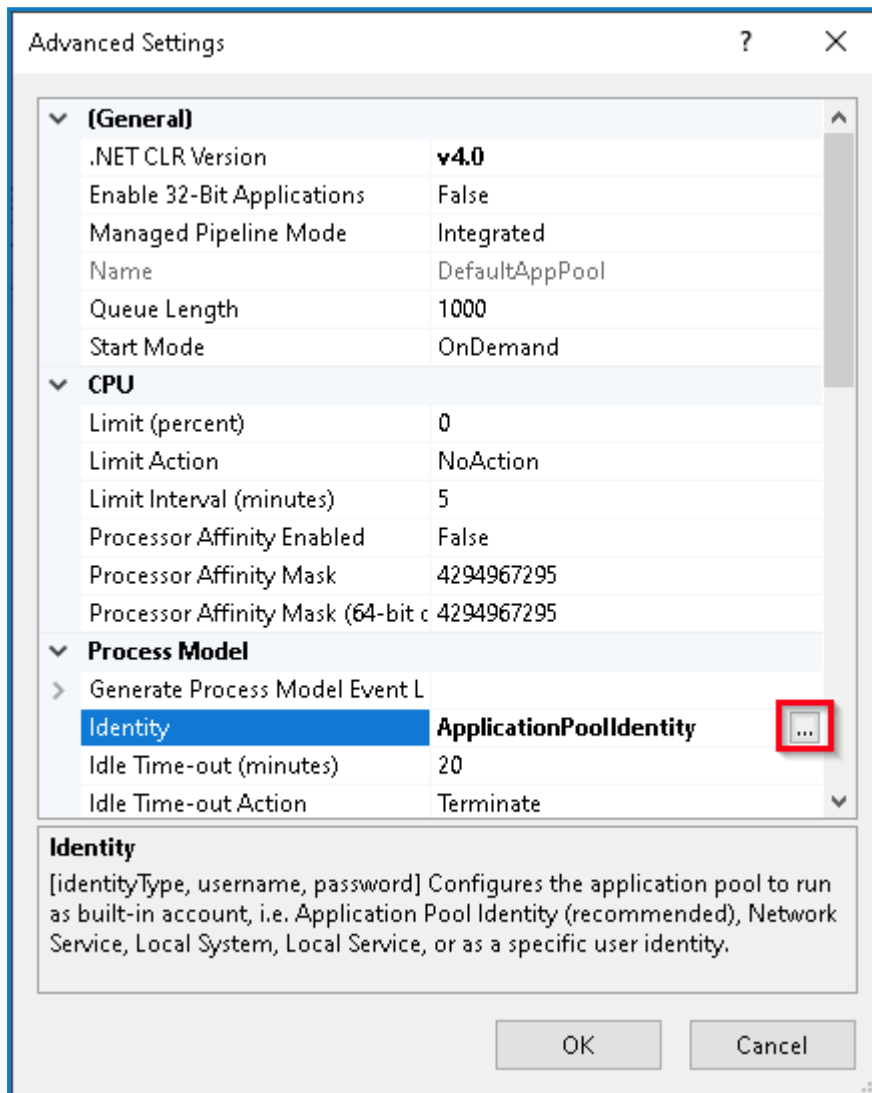 Advanced Settings ?
(General)
.NET CLR Version v4.0
Enable 32-Bit Applications False
Managed Pipeline Mode Integrated
Name DefaultAppPool
Queue Length 1000
Start Mode OnDemand
CPU
Limit (percent) 0
Limit Action NoAction
Limit Interval (minutes) 5
Processor Affinity Enabled False
Processor Affinity Mask 4294967295
Processor Affinity Mask (64-bit c 4294967295
Process Model
Generate Process Model Event L
Identity ApplicationPoolIdentity ...
Idle Time-out (minutes) 20
Idle Time-out Action Terminate
Identity
[identityType, username, password] Configures the application pool to run
as built-in account, i.e. Application Pool Identity (recommended), Network
Service, Local System, Local Service, or as a specific user identity.
OK Cancel